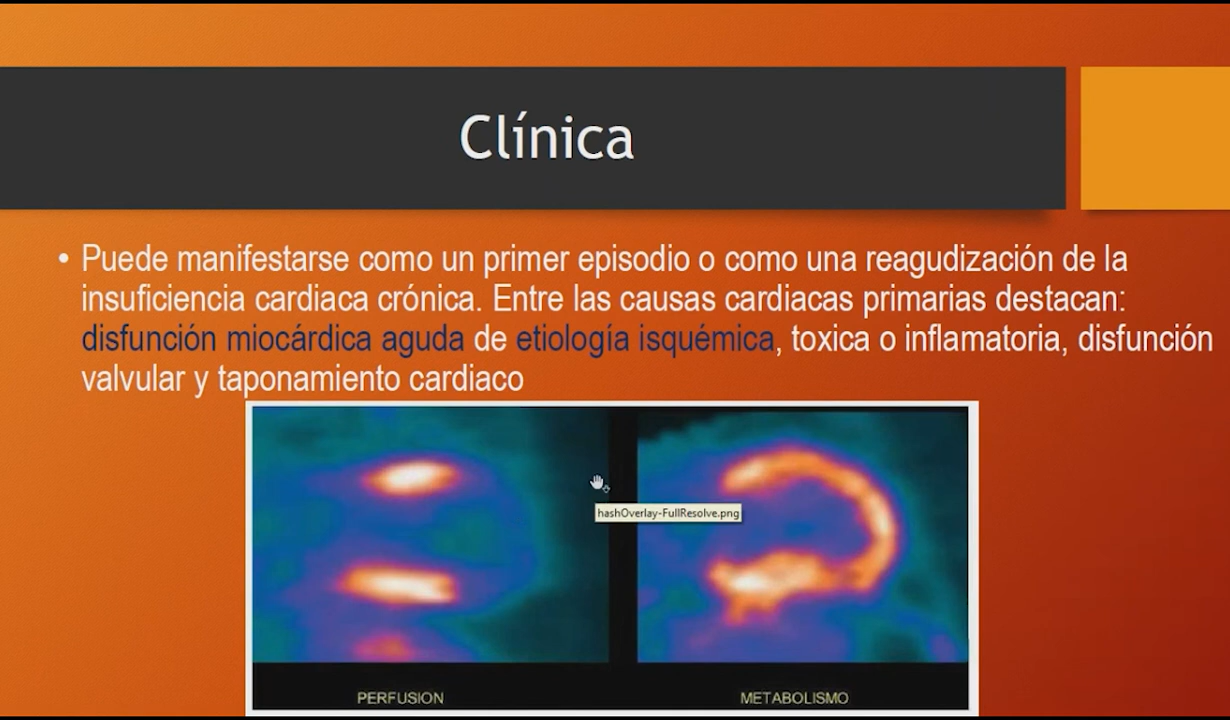 Clínica
• Puede manifestarse como un primer episodio o como una reagudización de la
insuficiencia cardiaca crónica. Entre las causas cardiacas primarias destacan:
disfunción miocárdica aguda de etiología isquémica, toxica o inflamatoria, disfunción
valvular y taponamiento cardiaco
hashOverlay-FullResolve.png
PERFUSION
METABOLISMO